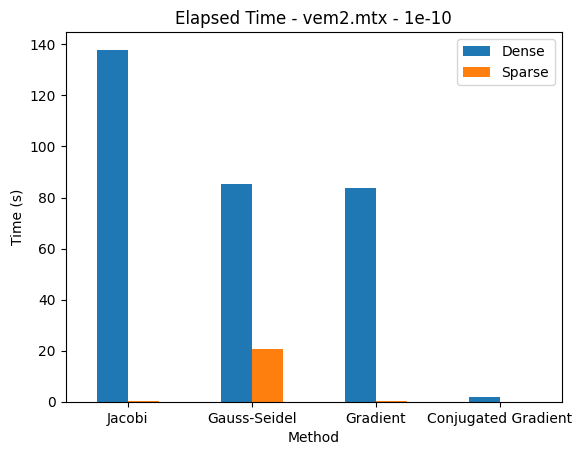 Elapsed Time - vem2.mtx - 1e-10
Dense
Sparse
Time (s)
140
120
100
80
60
40
20
0
Jacobi
Gauss-Seidel
Gradient
Conjugated Gradient
Method